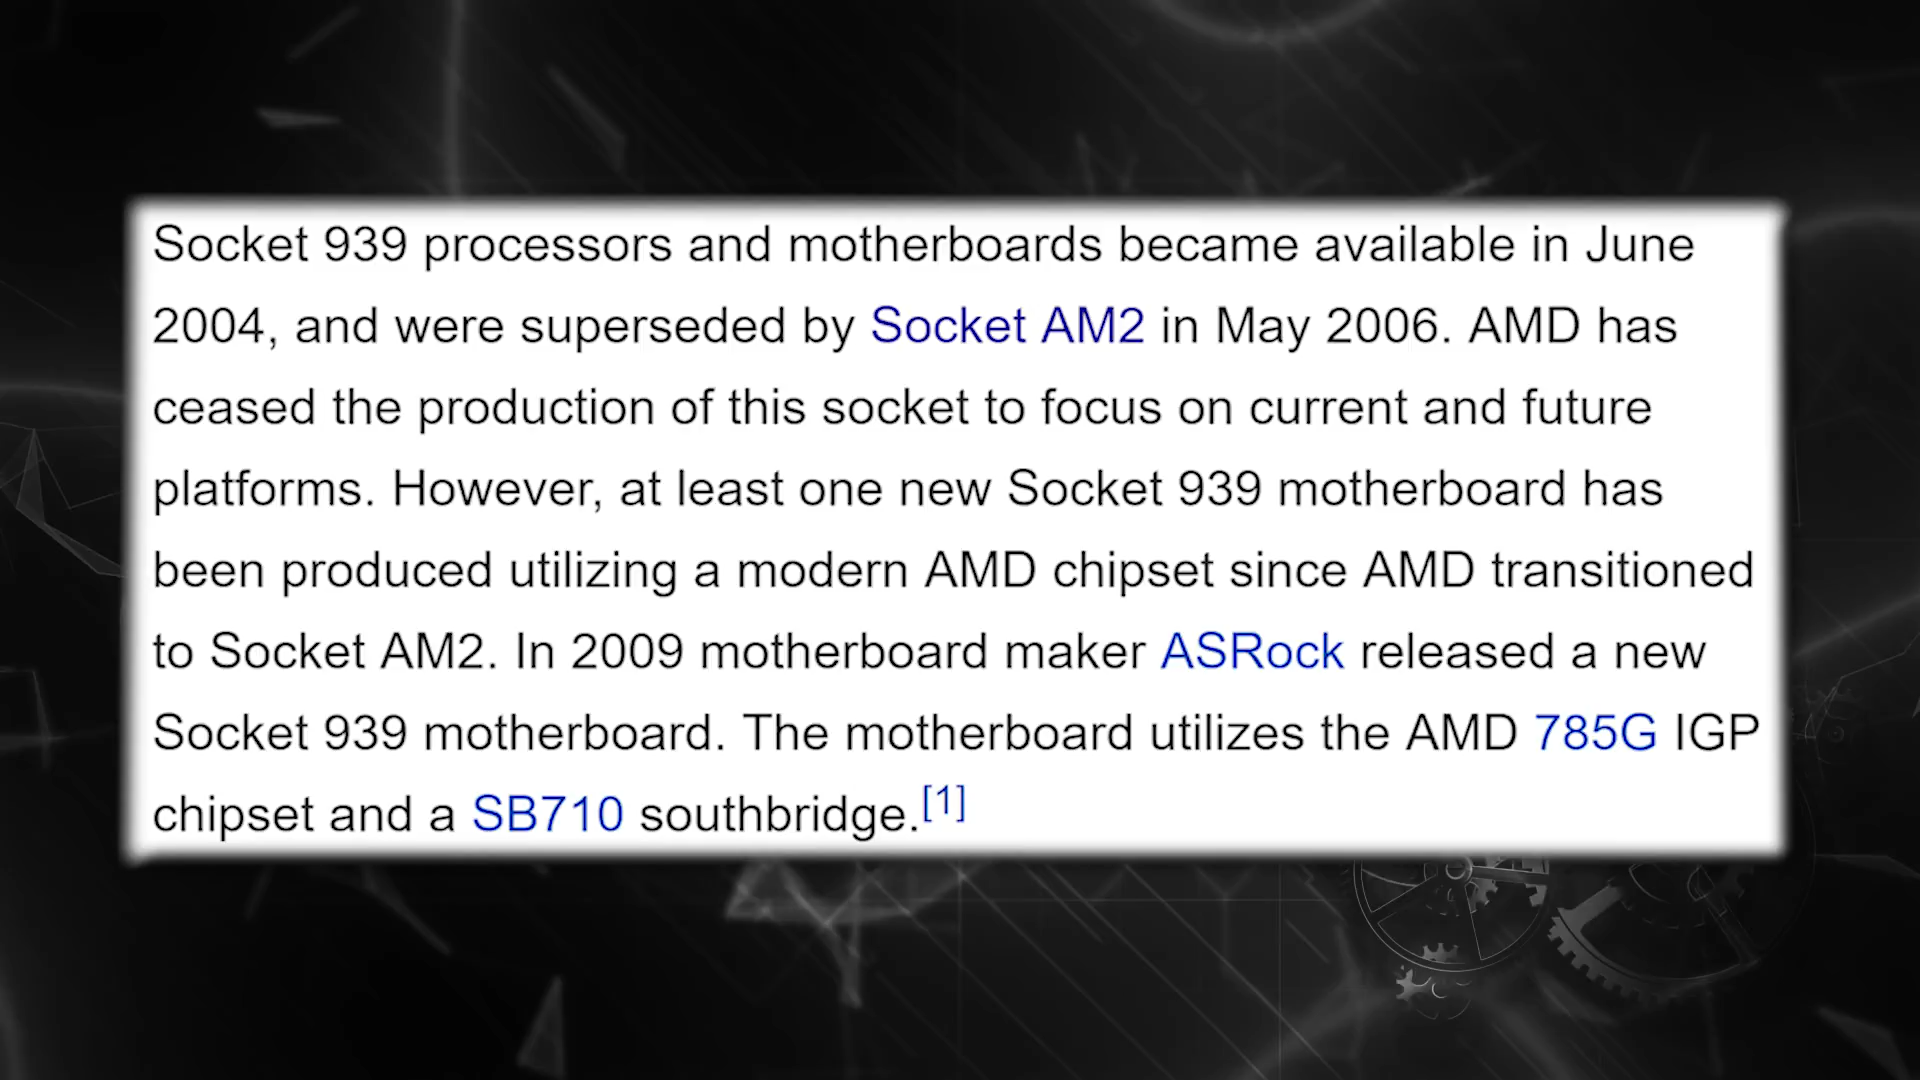 Socket 939 processors and motherboards became available in June
2004, and were superseded by Socket AM2 in May 2006. AMD has
ceased the production of this socket to focus on current and future
platforms. However, at least one new Socket 939 motherboard has
been produced utilizing a modern AMD chipset since AMD transitioned
to Socket AM2. In 2009 motherboard maker ASRock released a new
Socket 939 motherboard. The motherboard utilizes the AMD 785G IGP
chipset and a SB710 southbridge.[1]